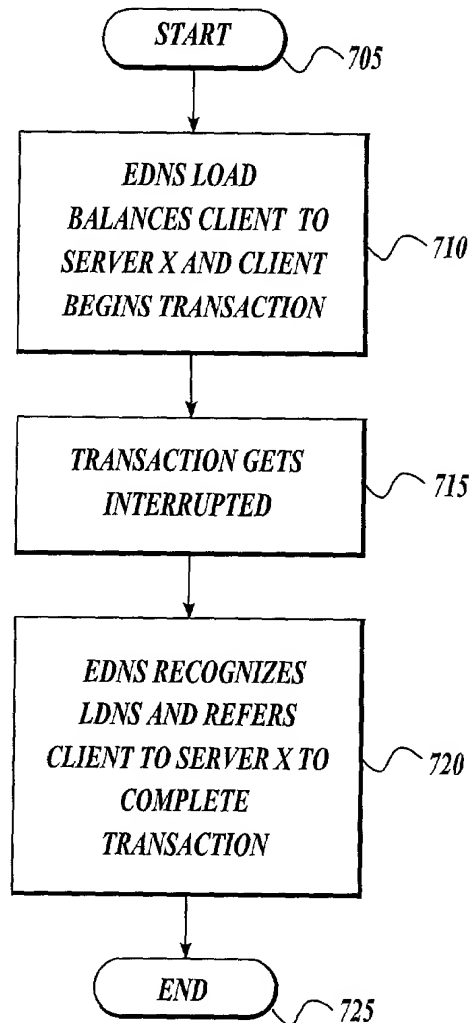 START
705
EDNS LOAD
BALANCES CLIENT TO
SERVER X AND CLIENT
BEGINS TRANSACTION
710
TRANSACTION GETS
INTERRUPTED
715
EDNS RECOGNIZES
LDNS AND REFERS
CLIENT TO SERVER X TO
COMPLETE
TRANSACTION
720
END
725